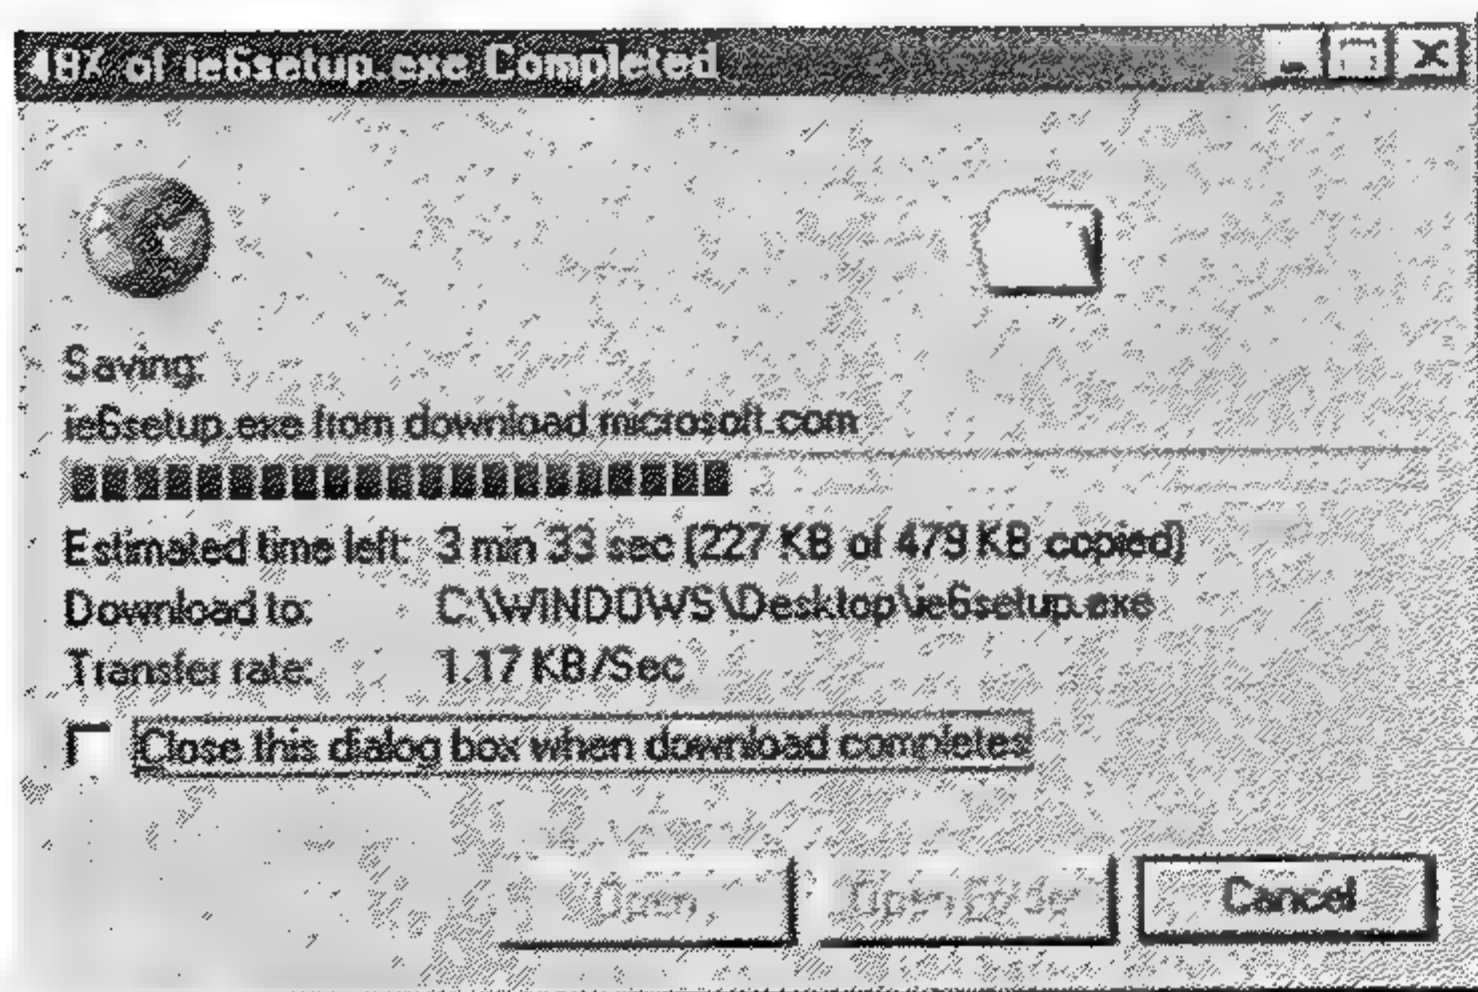 48% of ie6setup.exe Completed
Saving:
ie6setup.exe from download.microsoft.com
Estimated time left: 3 min 33 sec (227 KB of 479 KB copied)
Download to: C:\WINDOWS\Desktop\ie6setup.exe
Transfer rate: 1.17 KB/Sec
Close this dialog box when download completes
Open Open Folder Cancel